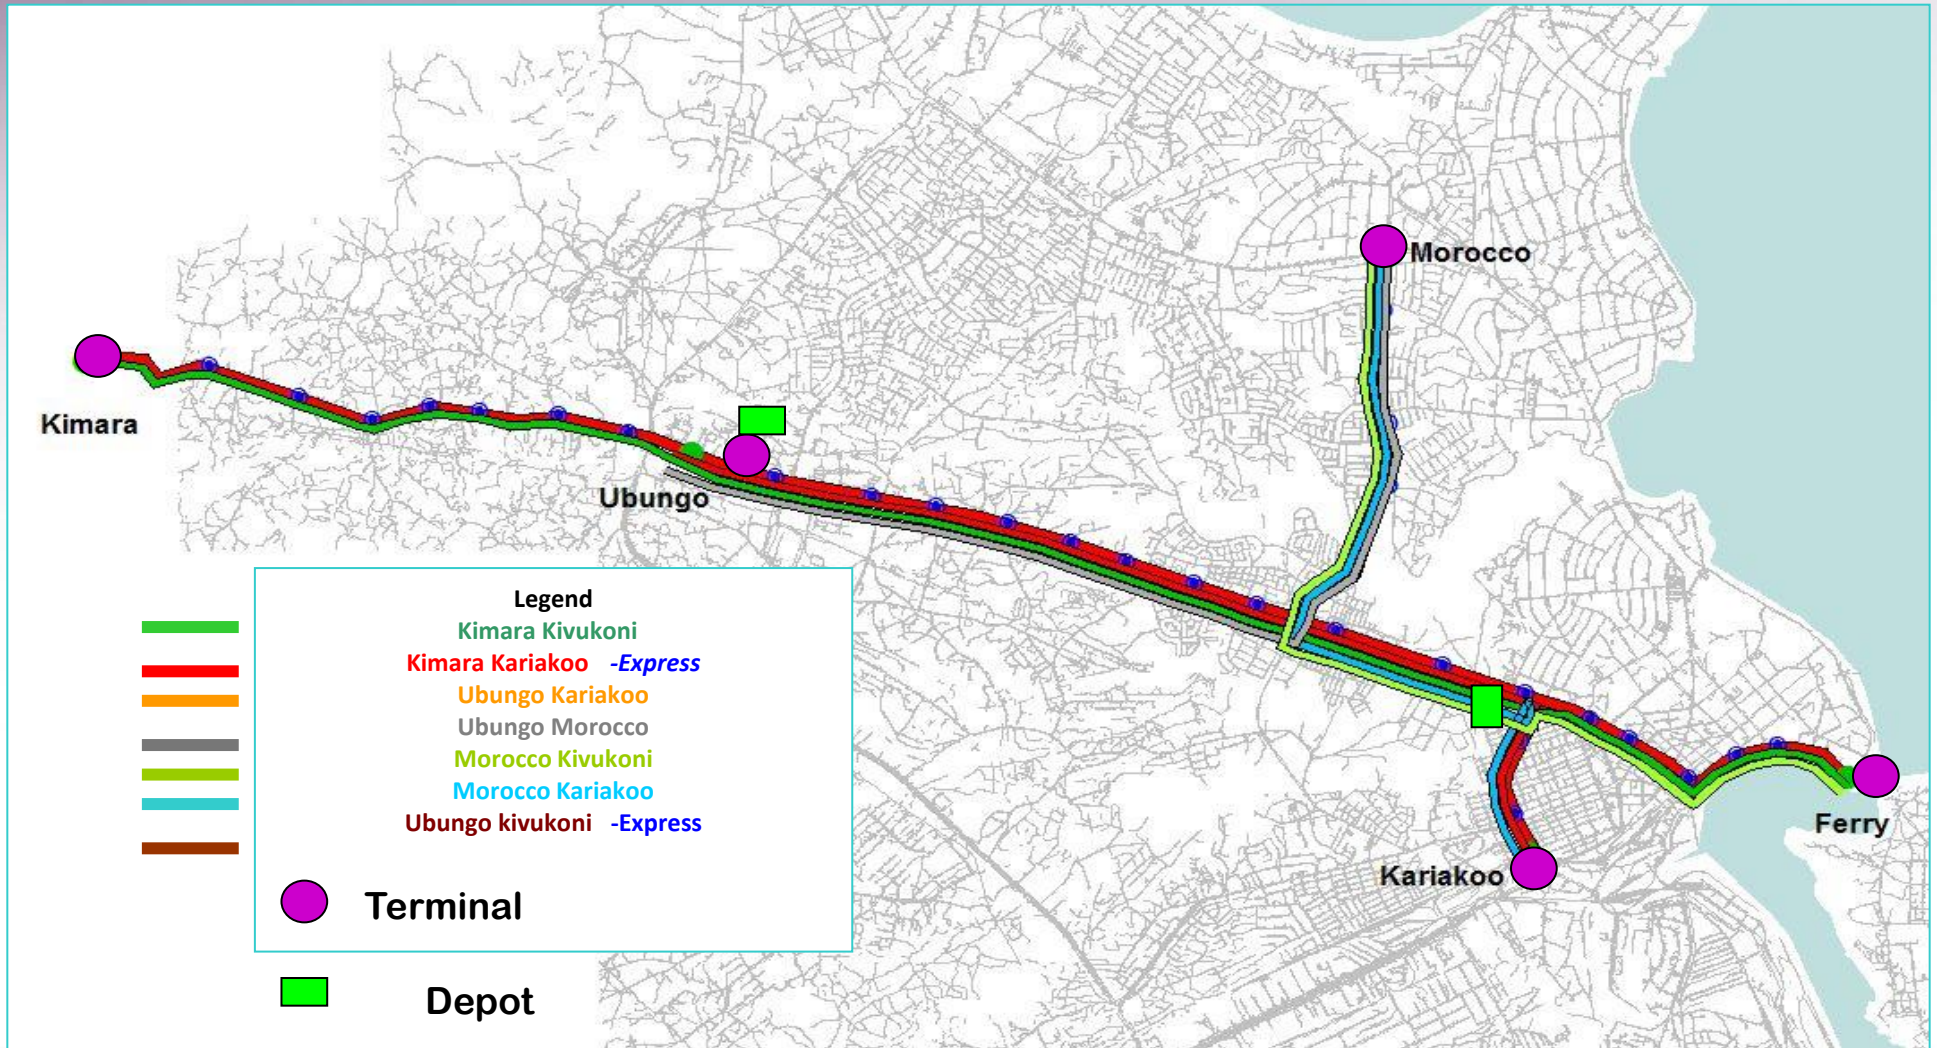 Morocco
Kimara
Ubungo
Legend
Kimara Kivukoni
Kimara Kariakoo -Express
Ubungo Kariakoo
Ubungo Morocco
Morocco Kivukoni
Morocco Kariakoo
Ubungo kivukoni -Express
Ferry
Kariakoo
Terminal
Depot